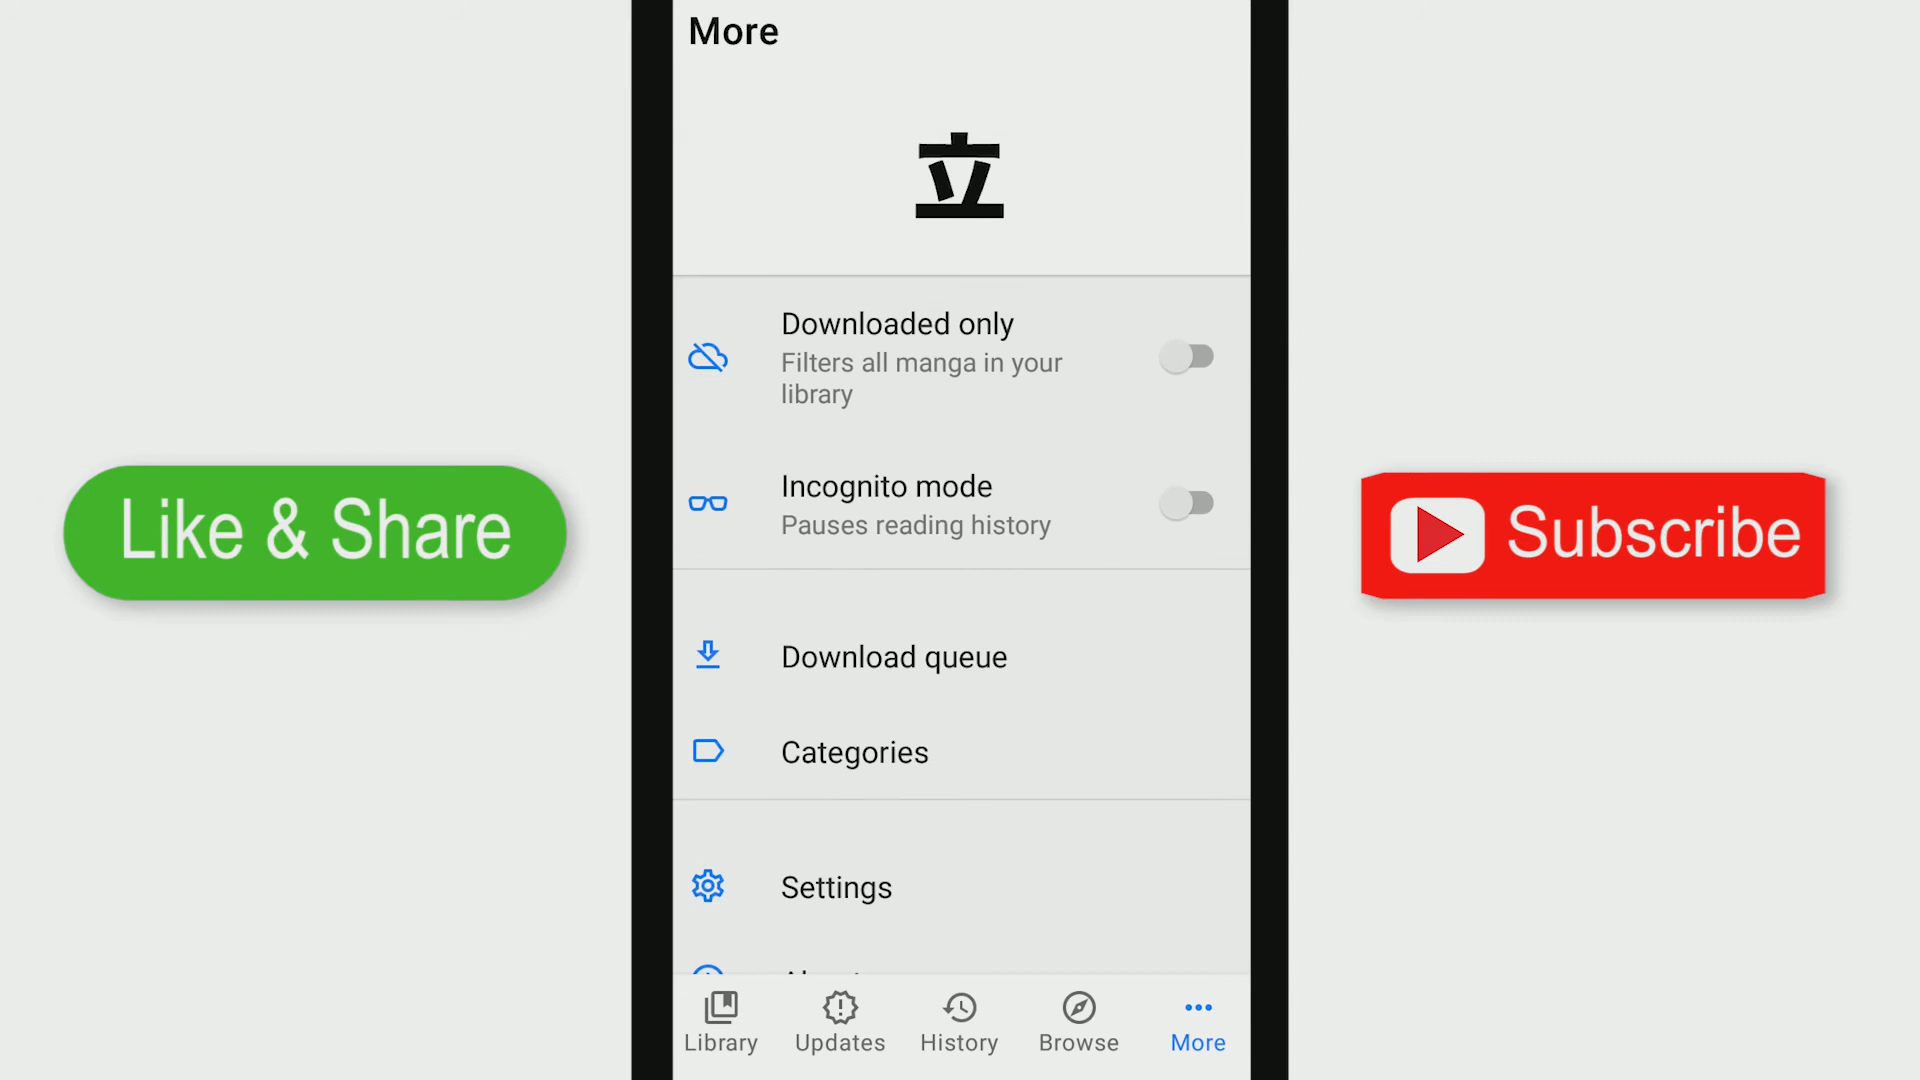 More
立
Downloaded only
Filters all manga in your
library
Incognito mode
Pauses reading history
Like & Share
Subscribe
Download queue
Categories
Settings
Library
Updates
History
Browse
More